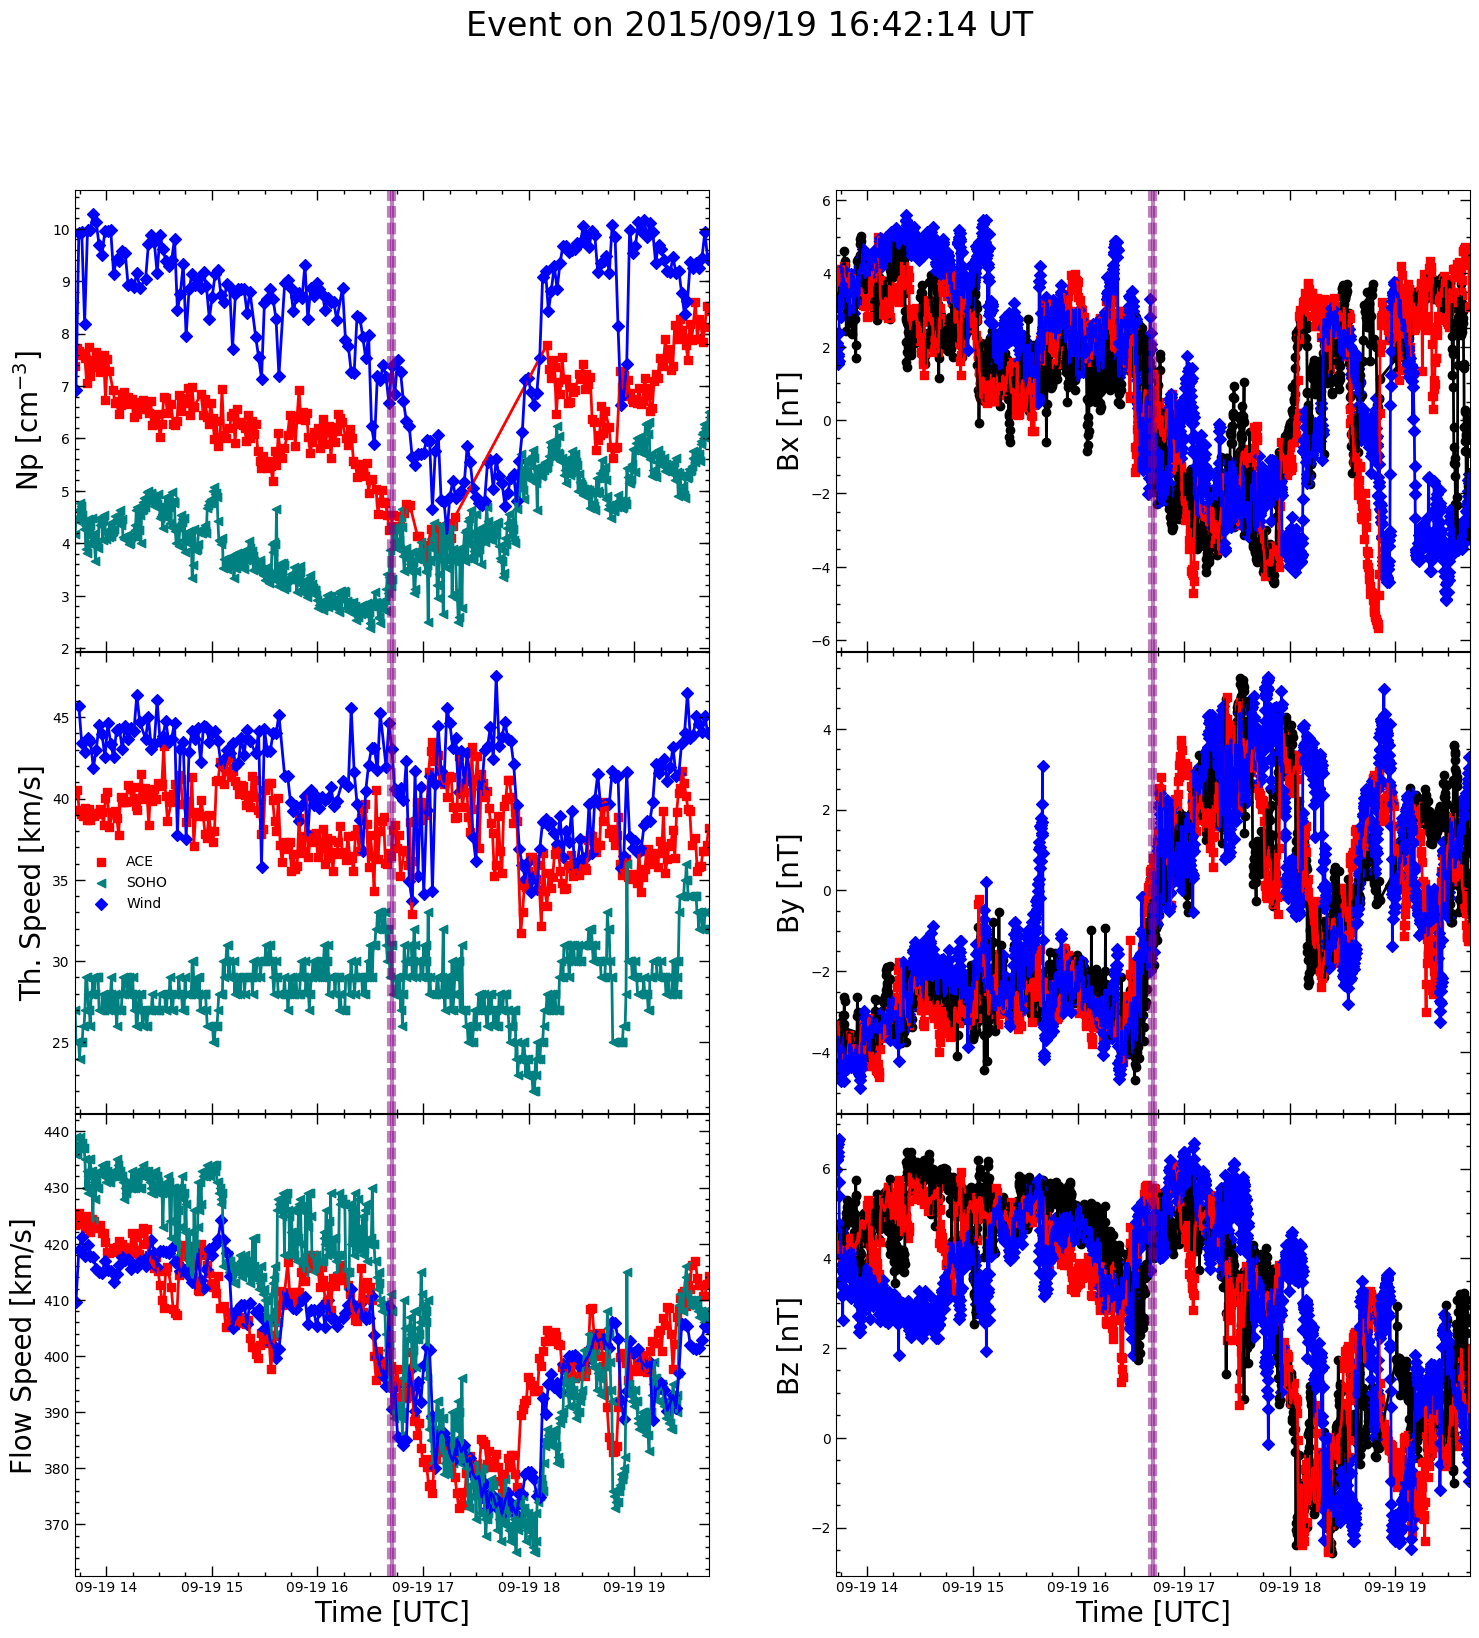 Event on 2015/09/19 16:42:14 UT
Np [cm⁻³]
10
9
8
7
6
5
4
3
2
Bx [nT]
6
4
2
0
−2
−4
−6
Th. Speed [km/s]
45
40
35
30
25
ACE
SOHO
Wind
By [nT]
4
2
0
−2
−4
Flow Speed [km/s]
440
430
420
410
400
390
380
370
Bz [nT]
6
4
2
0
−2
09-19 14 09-19 15 09-19 16 09-19 17 09-19 18 09-19 19
Time [UTC]
09-19 14 09-19 15 09-19 16 09-19 17 09-19 18 09-19 19
Time [UTC]